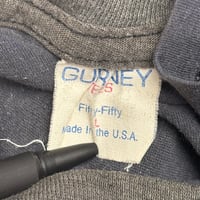 GURNEY
Fifty-Fifty
L
Made in the U.S.A.